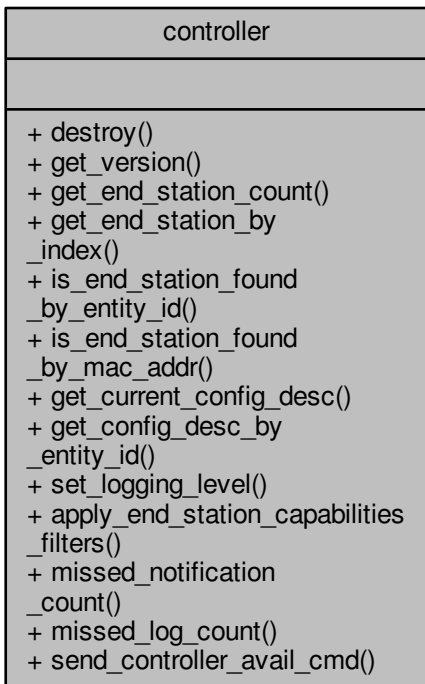 controller
+ destroy()
+ get_version()
+ get_end_station_count()
+ get_end_station_by
_index()
+ is_end_station_found
_by_entity_id()
+ is_end_station_found
_by_mac_addr()
+ get_current_config_desc()
+ get_config_desc_by
_entity_id()
+ set_logging_level()
+ apply_end_station_capabilities
_filters()
+ missed_notification
_count()
+ missed_log_count()
+ send_controller_avail_cmd()